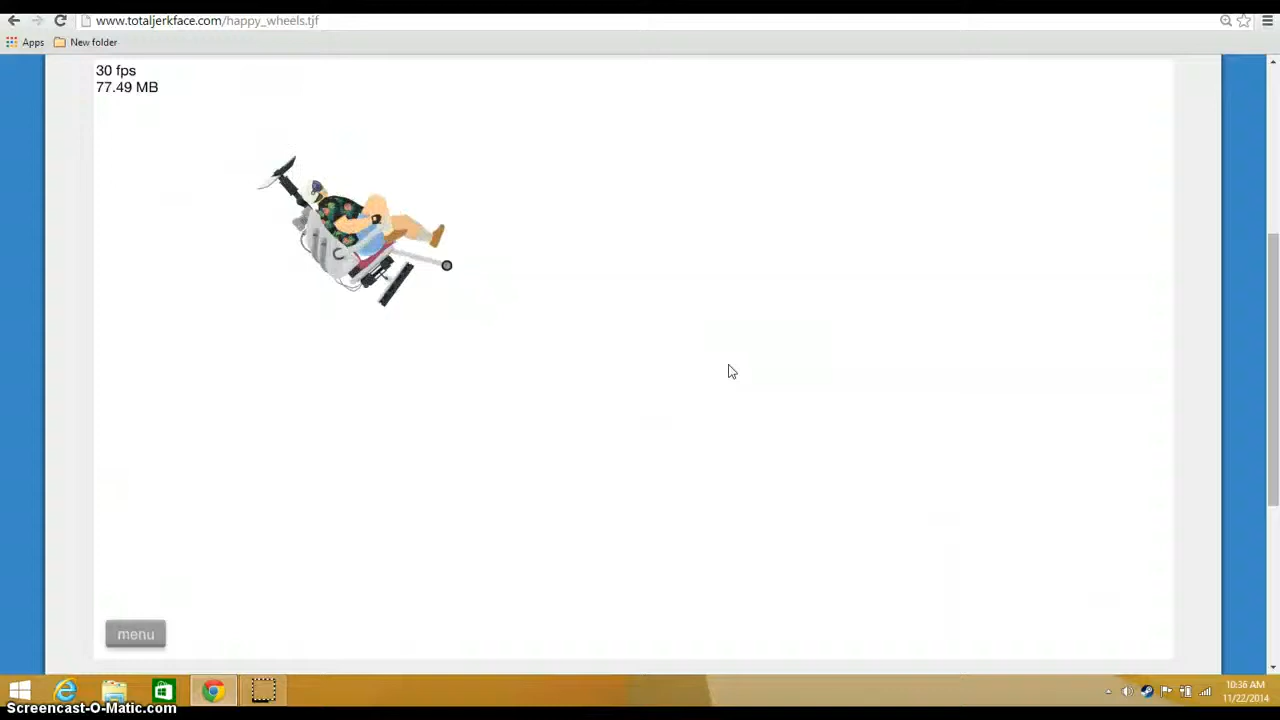 www.totaljerkface.com/happy_wheels.tjf
Apps New folder
30 fps
77.49 MB
menu
10:36 AM
11/22/2014
Screencast-O-Matic.com